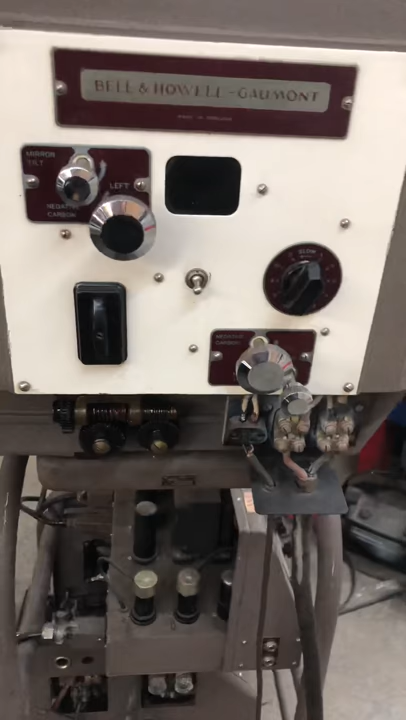 BELL & HOWELL-GAUMONT
MADE IN ENGLAND
MIRROR
TILT
LEFT
NEGATIVE
CARBON
SLOW
NEGATIVE
CARBON